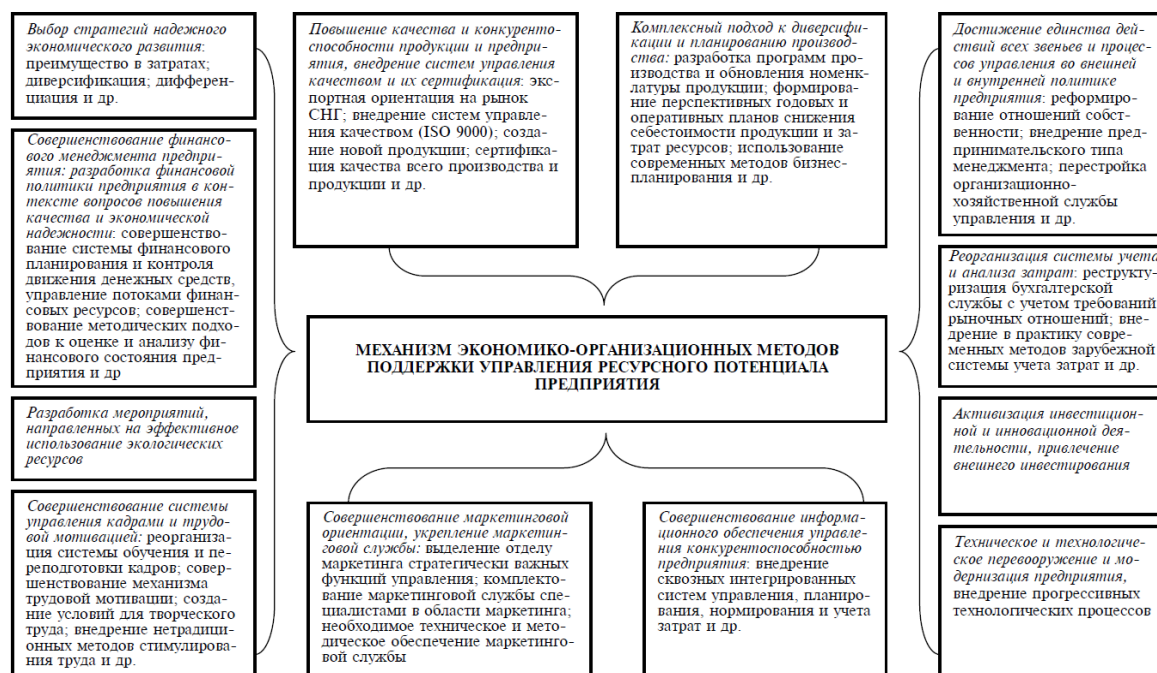 Выбор стратегий надежного
экономического развития:
преимущество в затратах;
диверсификация; дифферен-
циация и др.
Совершенствование финансо-
вого менеджмента предпри-
ятия: разработка финансовой
политики предприятия в кон-
тексте вопросов повышения
качества и экономической
надежности: совершенство-
вание системы финансового
планирования и контроля
движения денежных средств,
управление потоками финан-
совых ресурсов; совершенст-
вование методических подхо-
дов к оценке и анализу фи-
нансового состояния пред-
приятия и др
Разработка мероприятий,
направленных на эффективное
использование экологических
ресурсов
Совершенствование системы
управления кадрами и трудо-
вой мотивацией: реоргани-
зация системы обучения и пе-
реподготовки кадров; совер-
шенствование механизма
трудовой мотивации; созда-
ние условий для творческого
труда; внедрение нетрадици-
онных методов стимулирова-
ния труда и др.
Повышение качества и конкуренто-
способности продукции и предпри-
ятия, внедрение систем управления
качеством и их сертификация: экс-
портная ориентация на рынок
СНГ; внедрение систем управле-
ния качеством (ISO 9000); созда-
ние новой продукции; сертифика-
ция качества всего производства и
продукции и др.
Комплексный подход к диверсифи-
кации и планированию производ-
ства: разработка программ про-
изводства и обновления номенк-
латуры продукции; формирова-
ние перспективных годовых и
оперативных планов снижения
себестоимости продукции и за-
трат ресурсов; использование
современных методов бизнес-
планирования и др.
МЕХАНИЗМ ЭКОНОМИКО-ОРГАНИЗАЦИОННЫХ МЕТОДОВ
ПОДДЕРЖКИ УПРАВЛЕНИЯ РЕСУРСНОГО ПОТЕНЦИАЛА
ПРЕДПРИЯТИЯ
Совершенствование маркетинговой
ориентации, укрепление маркетин-
говой службы: выделение отделу
маркетинга стратегически важных
функций управления; комплекто-
вание маркетинговой службы спе-
циалистами в области маркетинга;
необходимое техническое и мето-
дическое обеспечение маркетинго-
вой службы
Совершенствование информа-
ционного обеспечения управле-
ния конкурентоспособностью
предприятия: внедрение
сквозных интегрированных
систем управления, планиро-
вания, нормирования и учета
затрат и др.
Достижение единства дей-
ствий всех звеньев и процес-
сов управления во внешней
и внутренней политике
предприятия: реформиро-
вание отношений собст-
венности; внедрение пред-
принимательского типа
менеджмента; перестройка
организационно-
хозяйственной службы
управления и др.
Реорганизация системы учета
и анализа затрат: реструкту-
ризация бухгалтерской
службы с учетом требований
рыночных отношений; вне-
дрение в практику совре-
менных методов зарубежной
системы учета затрат и др.
Активизация инвестицион-
ной и инновационной дея-
тельности, привлечение
внешнего инвестирования
Техническое и технологиче-
ское перевооружение и мо-
дернизация предприятия,
внедрение прогрессивных
технологических процессов